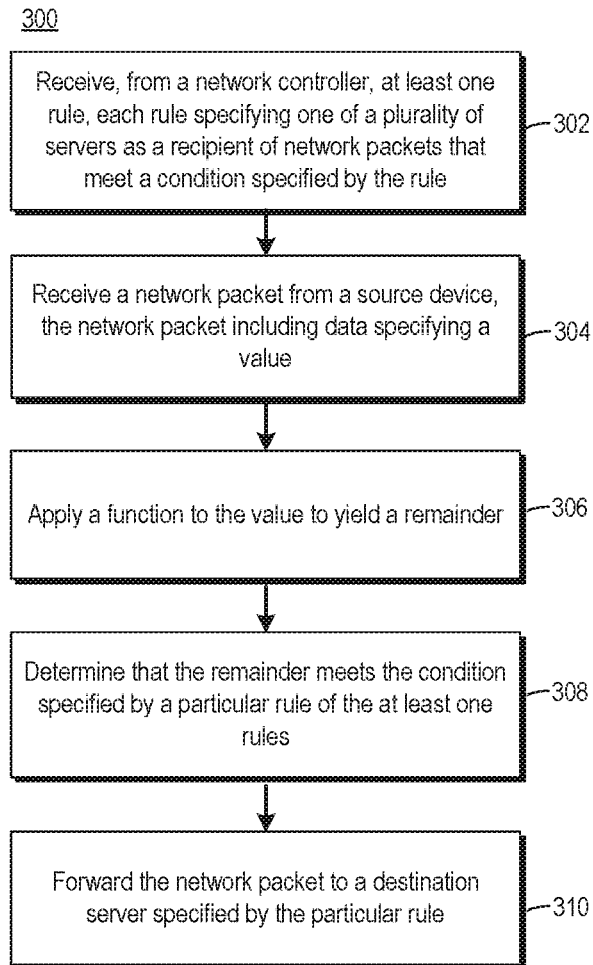 300
Receive, from a network controller, at least one
rule, each rule specifying one of a plurality of
servers as a recipient of network packets that
meet a condition specified by the rule
302
Receive a network packet from a source device,
the network packet including data specifying a
value
304
Apply a function to the value to yield a remainder
306
Determine that the remainder meets the condition
specified by a particular rule of the at least one
rules
308
Forward the network packet to a destination
server specified by the particular rule
310